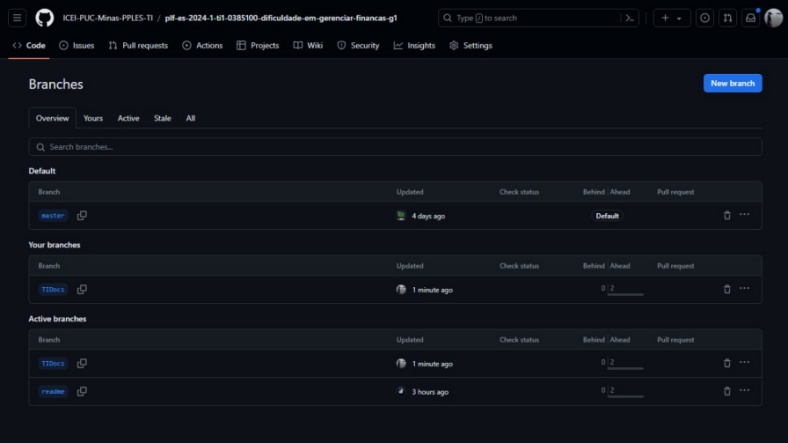 ICEI-PUC-Minas-PPLES-TI / plf-es-2024-1-ti1-0385100-dificuldade-em-gerenciar-financas-g1
Type / to search
Code Issues Pull requests Actions Projects Wiki Security Insights Settings
Branches
New branch
Overview Yours Active Stale All
Search branches...
Default
Branch Updated Check status Behind Ahead Pull request
master 4 days ago Default
Your branches
Branch Updated Check status Behind Ahead Pull request
TIDocs 1 minute ago 0 2
Active branches
Branch Updated Check status Behind Ahead Pull request
TIDocs 1 minute ago 0 2
readme 3 hours ago 0 2